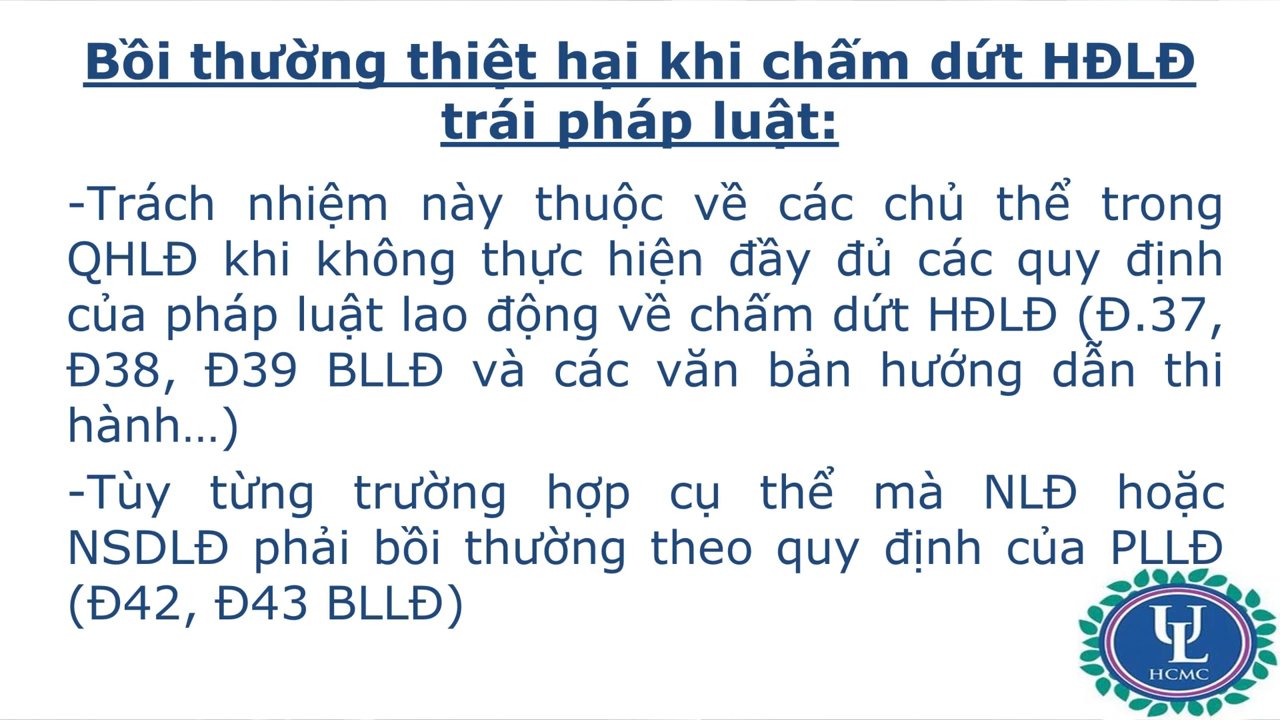 Bồi thường thiệt hại khi chấm dứt HĐLĐ
trái pháp luật:
-Trách nhiệm này thuộc về các chủ thể trong
QHLĐ khi không thực hiện đầy đủ các quy định
của pháp luật lao động về chấm dứt HĐLĐ (Đ.37,
Đ38, Đ39 BLLĐ và các văn bản hướng dẫn thi
hành…)
-Tùy từng trường hợp cụ thể mà NLĐ hoặc
NSDLĐ phải bồi thường theo quy định của PLLĐ
(Đ42, Đ43 BLLĐ)
UL
HCMC